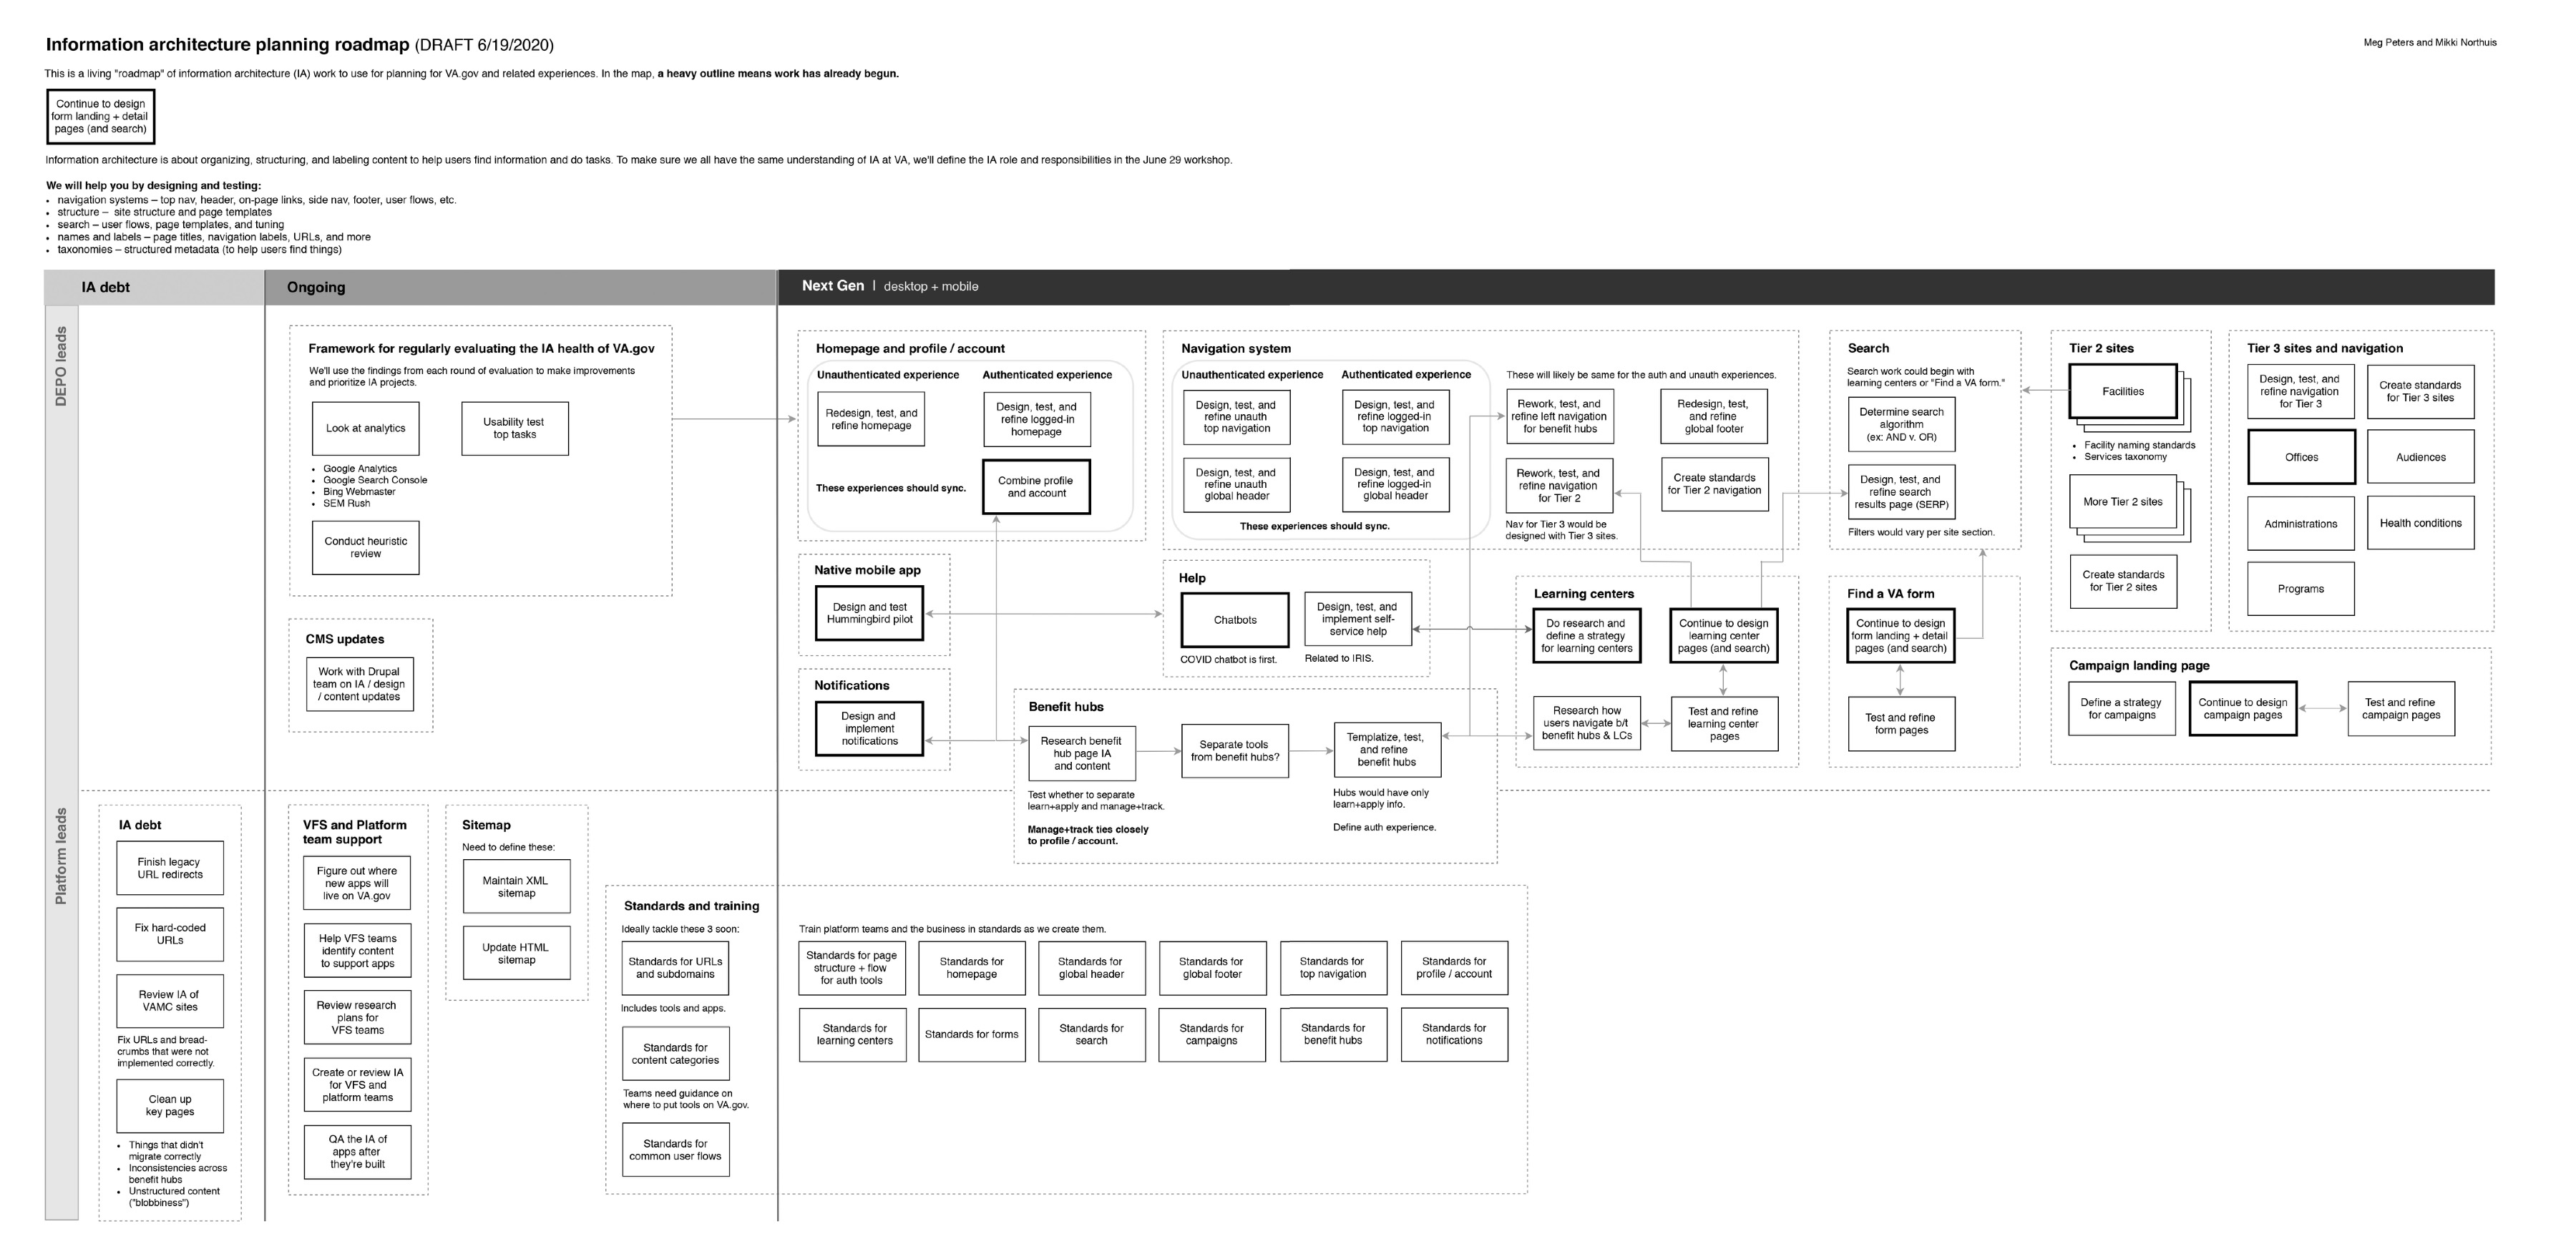 Information architecture planning roadmap (DRAFT 6/19/2020)
Meg Peters and Mikki Northuis
This is a living "roadmap" of information architecture (IA) work to use for planning for VA.gov and related experiences. In the map, a heavy outline means work has already begun.
Continue to design
form landing + detail
pages (and search)
Information architecture is about organizing, structuring, and labeling content to help users find information and do tasks. To make sure we all have the same understanding of IA at VA, we'll define the IA role and responsibilities in the June 29 workshop.
We will help you by designing and testing:
• navigation systems – top nav, header, on-page links, side nav, footer, user flows, etc.
• structure – site structure and page templates
• search – user flows, page templates, and tuning
• names and labels – page titles, navigation labels, URLs, and more
• taxonomies – structured metadata (to help users find things)
IA debt
Ongoing
Next Gen | desktop + mobile
DEPO leads
Framework for regularly evaluating the IA health of VA.gov
We'll use the findings from each round of evaluation to make improvements
and prioritize IA projects.
Look at analytics
Usability test
top tasks
• Google Analytics
• Google Search Console
• Bing Webmaster
• SEM Rush
Conduct heuristic
review
CMS updates
Work with Drupal
team on IA / design
/ content updates
Homepage and profile / account
Unauthenticated experience
Authenticated experience
Redesign, test, and
refine homepage
Design, test, and
refine logged-in
homepage
These experiences should sync.
Combine profile
and account
Native mobile app
Design and test
Hummingbird pilot
Notifications
Design and
implement
notifications
Navigation system
Unauthenticated experience
Authenticated experience
Design, test, and
refine unauth
top navigation
Design, test, and
refine logged-in
top navigation
Design, test, and
refine unauth
global header
Design, test, and
refine logged-in
global header
These experiences should sync.
These will likely be same for the auth and unauth experiences.
Rework, test, and
refine left navigation
for benefit hubs
Redesign, test,
and refine
global footer
Rework, test, and
refine navigation
for Tier 2
Create standards
for Tier 2 navigation
Nav for Tier 3 would be
designed with Tier 3 sites.
Help
Chatbots
Design, test, and
implement self-
service help
COVID chatbot is first.
Related to IRIS.
Benefit hubs
Research benefit
hub page IA
and content
Separate tools
from benefit hubs?
Templatize, test,
and refine
benefit hubs
Test whether to separate
learn+apply and manage+track.
Manage+track ties closely
to profile / account.
Hubs would have only
learn+apply info.
Define auth experience.
Learning centers
Do research and
define a strategy
for learning centers
Continue to design
learning center
pages (and search)
Research how
users navigate b/t
benefit hubs & LCs
Test and refine
learning center
pages
Search
Search work could begin with
learning centers or "Find a VA form."
Determine search
algorithm
(ex: AND v. OR)
Design, test, and
refine search
results page (SERP)
Filters would vary per site section.
Find a VA form
Continue to design
form landing + detail
pages (and search)
Test and refine
form pages
Tier 2 sites
Facilities
• Facility naming standards
• Services taxonomy
More Tier 2 sites
Create standards
for Tier 2 sites
Tier 3 sites and navigation
Design, test, and
refine navigation
for Tier 3
Create standards
for Tier 3 sites
Offices
Audiences
Administrations
Health conditions
Programs
Campaign landing page
Define a strategy
for campaigns
Continue to design
campaign pages
Test and refine
campaign pages
Platform leads
IA debt
Finish legacy
URL redirects
Fix hard-coded
URLs
Review IA of
VAMC sites
Fix URLs and bread-
crumbs that were not
implemented correctly.
Clean up
key pages
• Things that didn't
migrate correctly
• Inconsistencies across
benefit hubs
• Unstructured content
("blobbiness")
VFS and Platform
team support
Figure out where
new apps will
live on VA.gov
Help VFS teams
identify content
to support apps
Review research
plans for
VFS teams
Create or review IA
for VFS and
platform teams
QA the IA of
apps after
they're built
Sitemap
Need to define these:
Maintain XML
sitemap
Update HTML
sitemap
Standards and training
Ideally tackle these 3 soon:
Standards for URLs
and subdomains
Includes tools and apps.
Standards for
content categories
Teams need guidance on
where to put tools on VA.gov.
Standards for
common user flows
Train platform teams and the business in standards as we create them.
Standards for page
structure + flow
for auth tools
Standards for
homepage
Standards for
global header
Standards for
global footer
Standards for
top navigation
Standards for
profile / account
Standards for
learning centers
Standards for forms
Standards for
search
Standards for
campaigns
Standards for
benefit hubs
Standards for
notifications